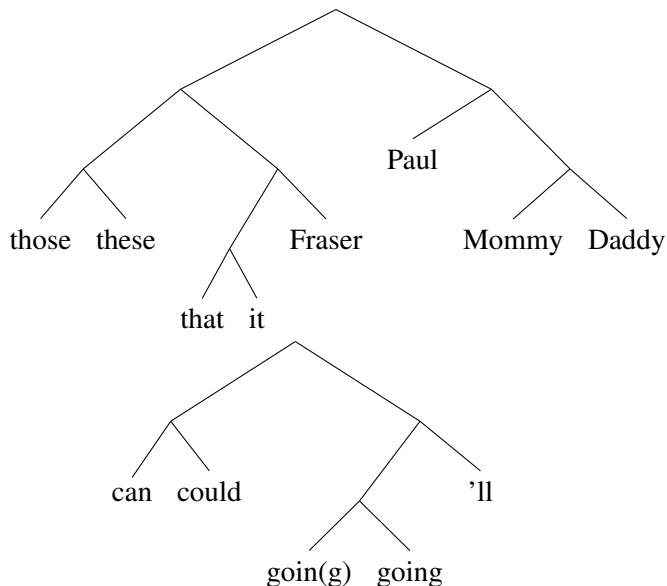 Paul
those these Fraser Mommy Daddy
that it
can could ’ll
goin(g) going